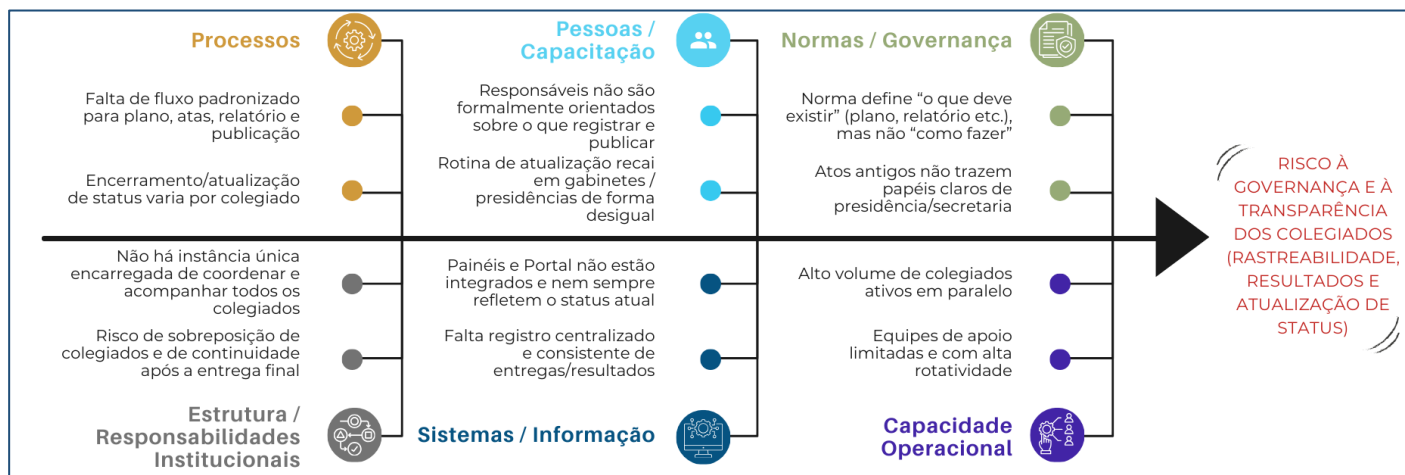 Processos
Falta de fluxo padronizado
para plano, atas, relatório e
publicação
Encerramento/atualização
de status varia por colegiado
Pessoas /
Capacitação
Responsáveis não são
formalmente orientados
sobre o que registrar e
publicar
Rotina de atualização recai
em gabinetes /
presidências de forma
desigual
Normas / Governança
Norma define “o que deve
existir” (plano, relatório etc.),
mas não “como fazer”
Atos antigos não trazem
papéis claros de
presidência/secretaria
RISCO À
GOVERNANÇA E À
TRANSPARÊNCIA
DOS COLEGIADOS
(RASTREABILIDADE,
RESULTADOS E
ATUALIZAÇÃO DE
STATUS)
Não há instância única
encarregada de coordenar e
acompanhar todos os
colegiados
Risco de sobreposição de
colegiados e de continuidade
após a entrega final
Estrutura /
Responsabilidades
Institucionais
Painéis e Portal não estão
integrados e nem sempre
refletem o status atual
Falta registro centralizado
e consistente de
entregas/resultados
Sistemas / Informação
Alto volume de colegiados
ativos em paralelo
Equipes de apoio
limitadas e com alta
rotatividade
Capacidade
Operacional